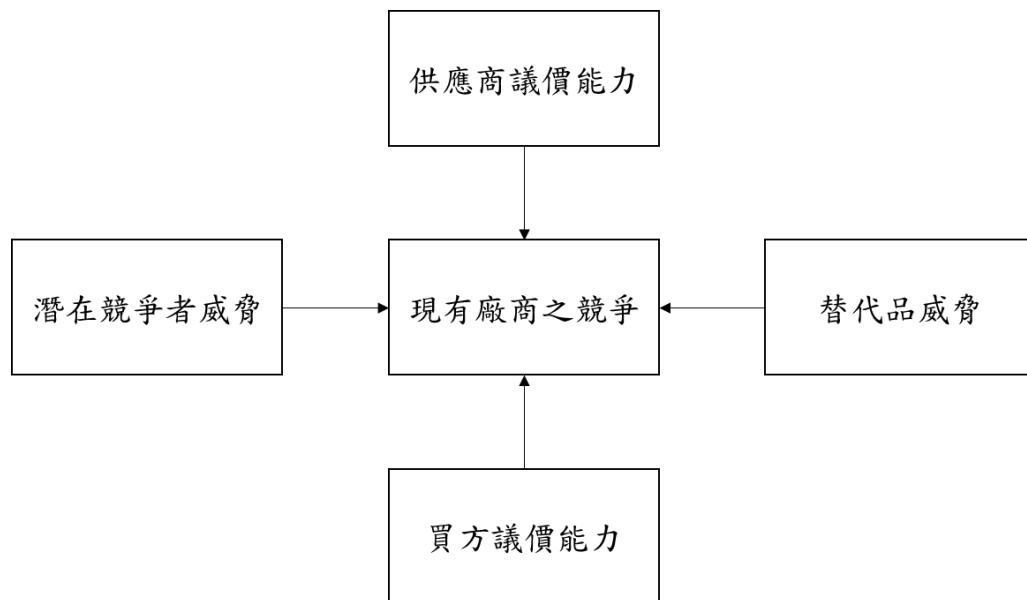 供應商議價能力
潛在競爭者威脅
現有廠商之競爭
替代品威脅
買方議價能力